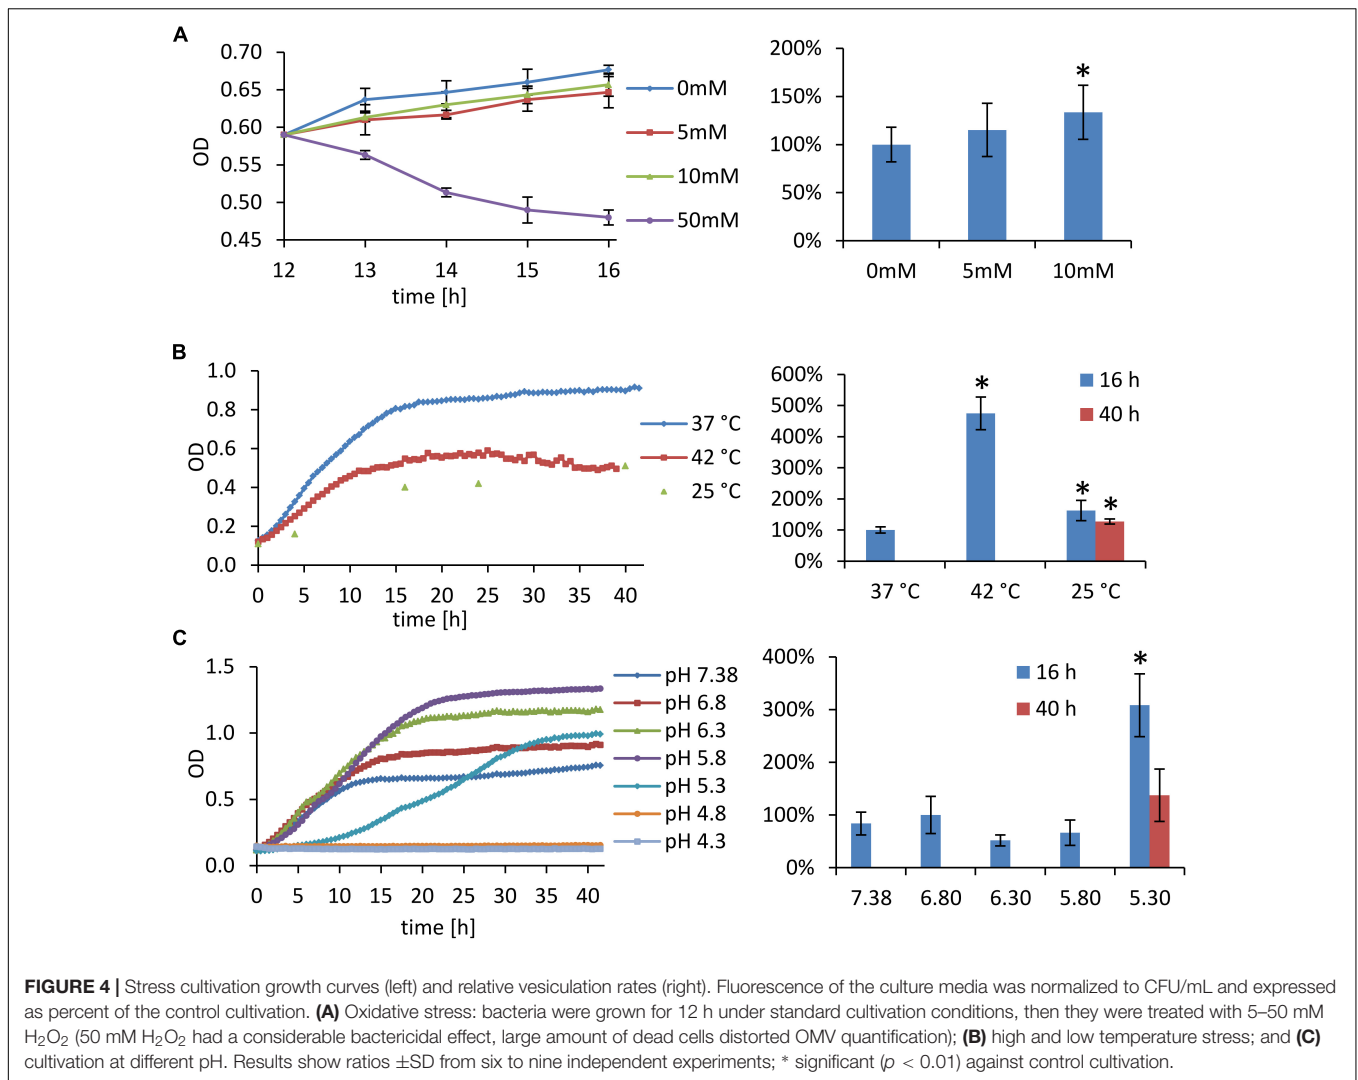 A
0.70
0.65
0.60
0.55
0.50
0.45
OD
12 13 14 15 16
time [h]
0mM
5mM
10mM
50mM
200%
150%
100%
50%
0%
*
0mM 5mM 10mM
B
1.0
0.8
0.6
0.4
0.2
0.0
OD
0 5 10 15 20 25 30 35 40
time [h]
37 °C
42 °C
25 °C
600%
500%
400%
300%
200%
100%
0%
*
* *
16 h
40 h
37 °C 42 °C 25 °C
C
1.5
1.0
0.5
0.0
OD
0 5 10 15 20 25 30 35 40
time [h]
pH 7.38
pH 6.8
pH 6.3
pH 5.8
pH 5.3
pH 4.8
pH 4.3
400%
300%
200%
100%
0%
16 h
40 h
*
7.38 6.80 6.30 5.80 5.30
FIGURE 4 | Stress cultivation growth curves (left) and relative vesiculation rates (right). Fluorescence of the culture media was normalized to CFU/mL and expressed
as percent of the control cultivation. (A) Oxidative stress: bacteria were grown for 12 h under standard cultivation conditions, then they were treated with 5–50 mM
H₂O₂ (50 mM H₂O₂ had a considerable bactericidal effect, large amount of dead cells distorted OMV quantification); (B) high and low temperature stress; and (C)
cultivation at different pH. Results show ratios ±SD from six to nine independent experiments; * significant (p < 0.01) against control cultivation.